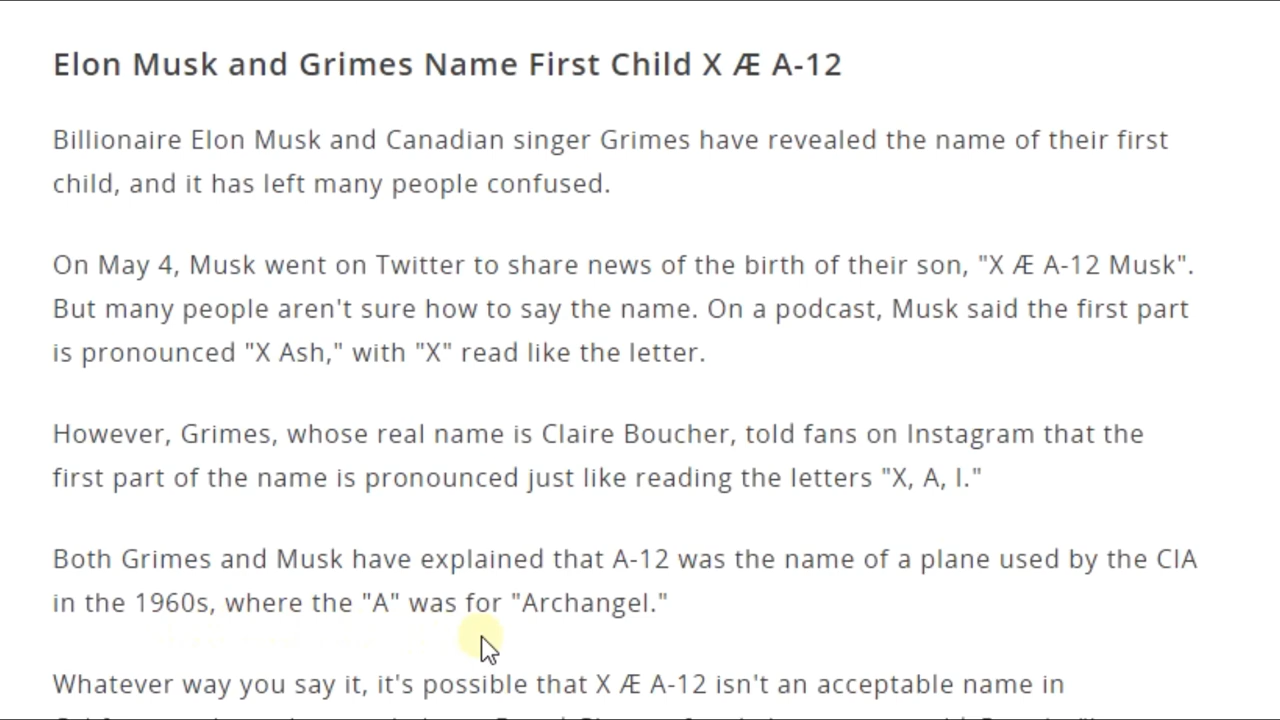 Elon Musk and Grimes Name First Child X Æ A-12
Billionaire Elon Musk and Canadian singer Grimes have revealed the name of their first
child, and it has left many people confused.
On May 4, Musk went on Twitter to share news of the birth of their son, "X Æ A-12 Musk".
But many people aren't sure how to say the name. On a podcast, Musk said the first part
is pronounced "X Ash," with "X" read like the letter.
However, Grimes, whose real name is Claire Boucher, told fans on Instagram that the
first part of the name is pronounced just like reading the letters "X, A, I."
Both Grimes and Musk have explained that A-12 was the name of a plane used by the CIA
in the 1960s, where the "A" was for "Archangel."
Whatever way you say it, it's possible that X Æ A-12 isn't an acceptable name in